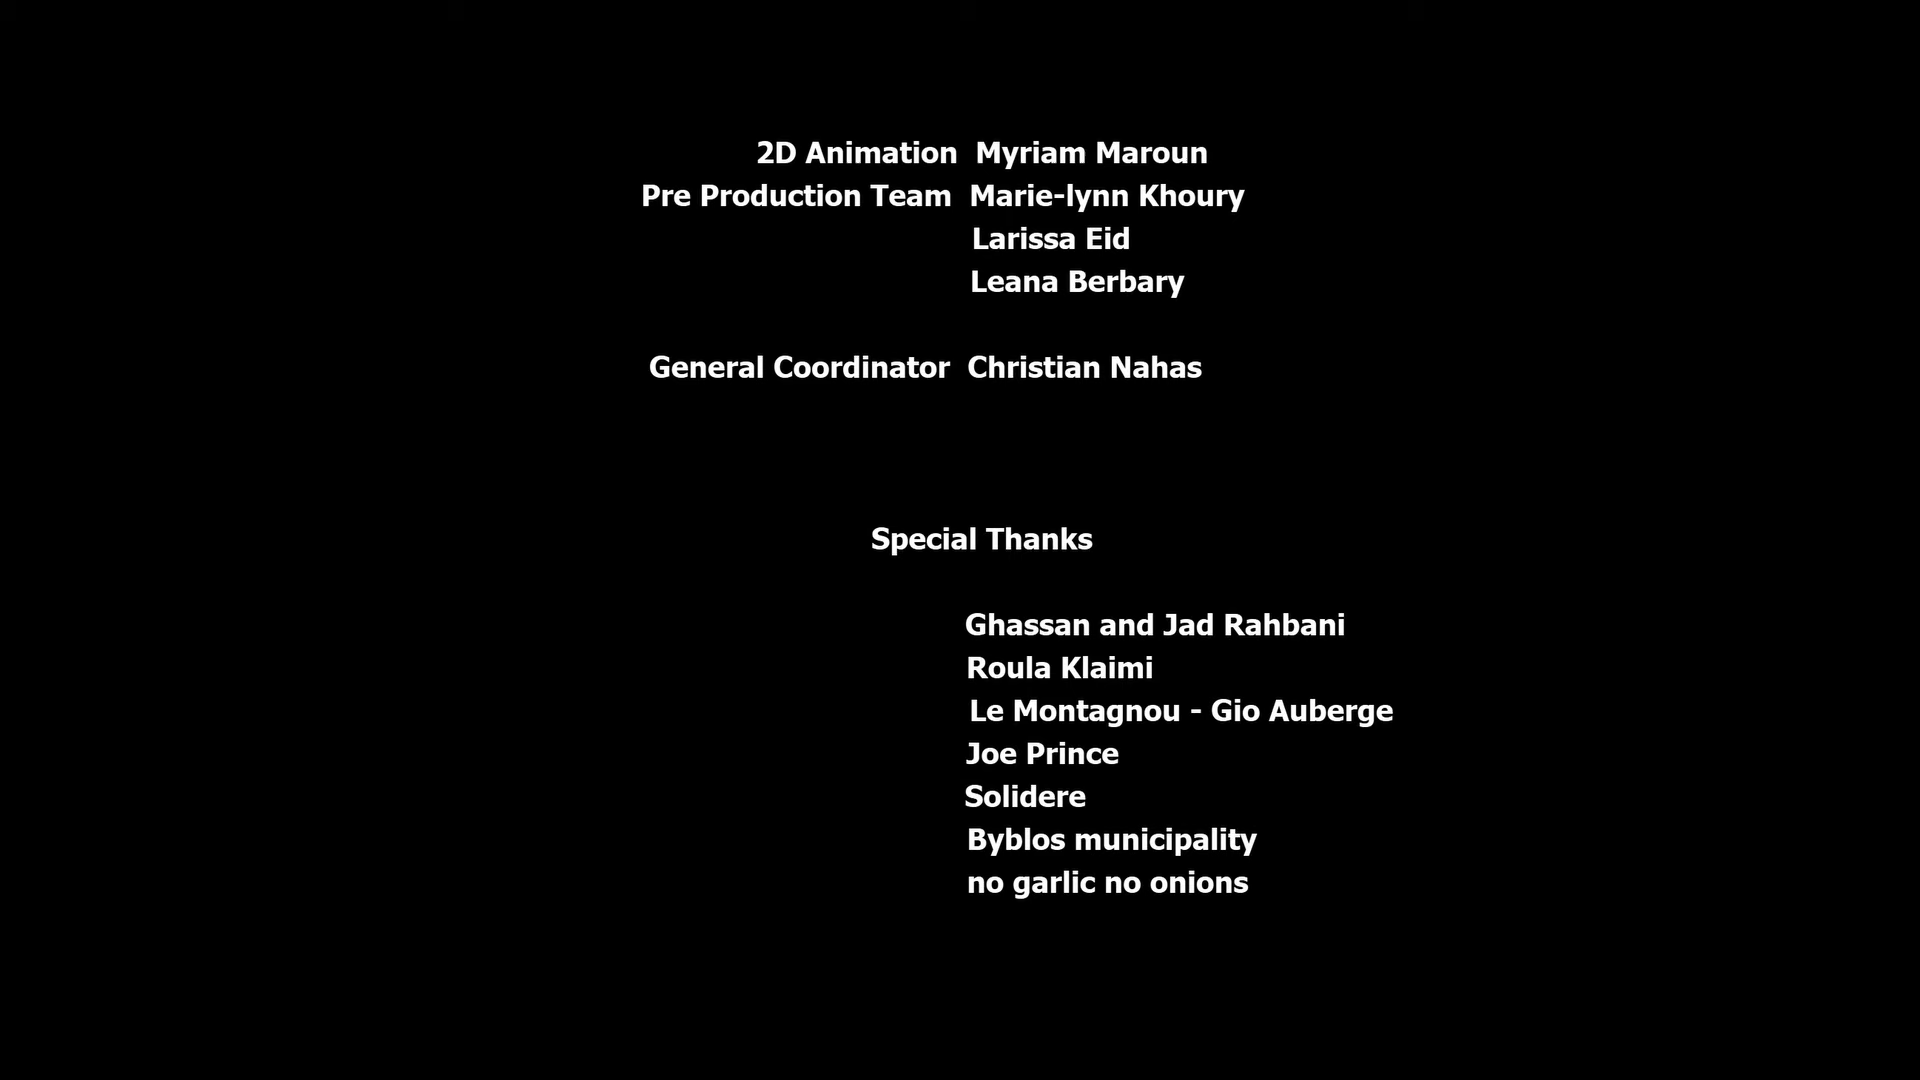 2D Animation Myriam Maroun
Pre Production Team Marie-lynn Khoury
Larissa Eid
Leana Berbary
General Coordinator Christian Nahas
Special Thanks
Ghassan and Jad Rahbani
Roula Klaimi
Le Montagnou - Gio Auberge
Joe Prince
Solidere
Byblos municipality
no garlic no onions